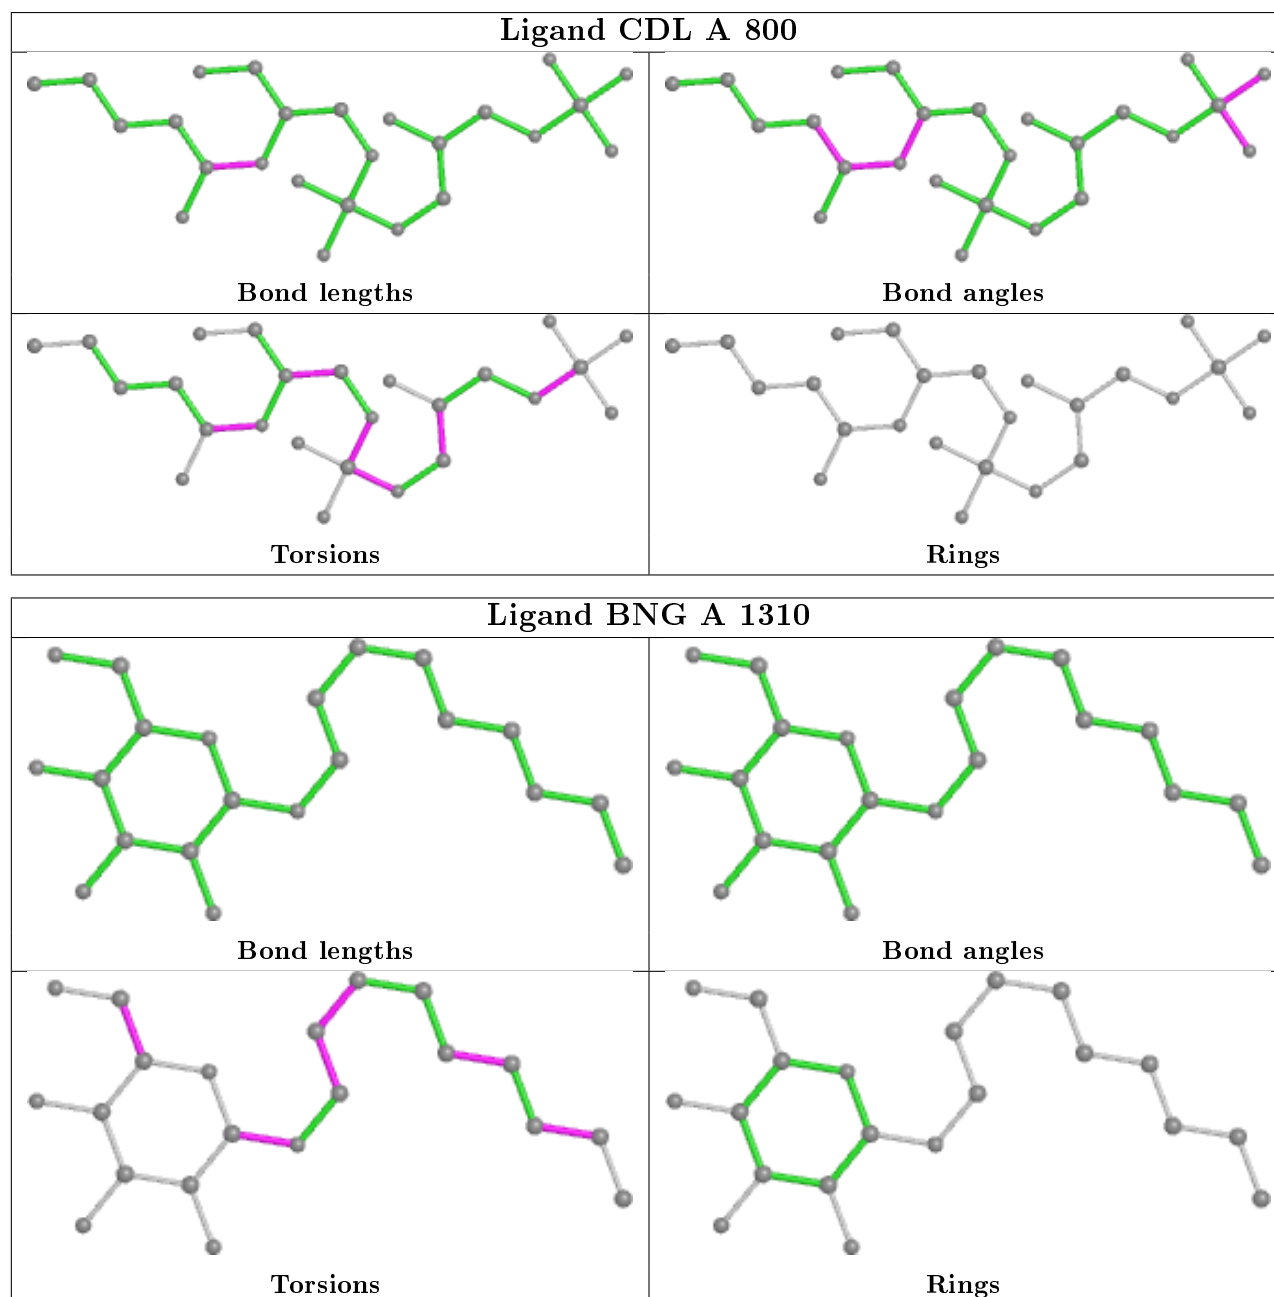 Ligand CDL A 800
Bond lengths
Bond angles
Torsions
Rings
Ligand BNG A 1310
Bond lengths
Bond angles
Torsions
Rings